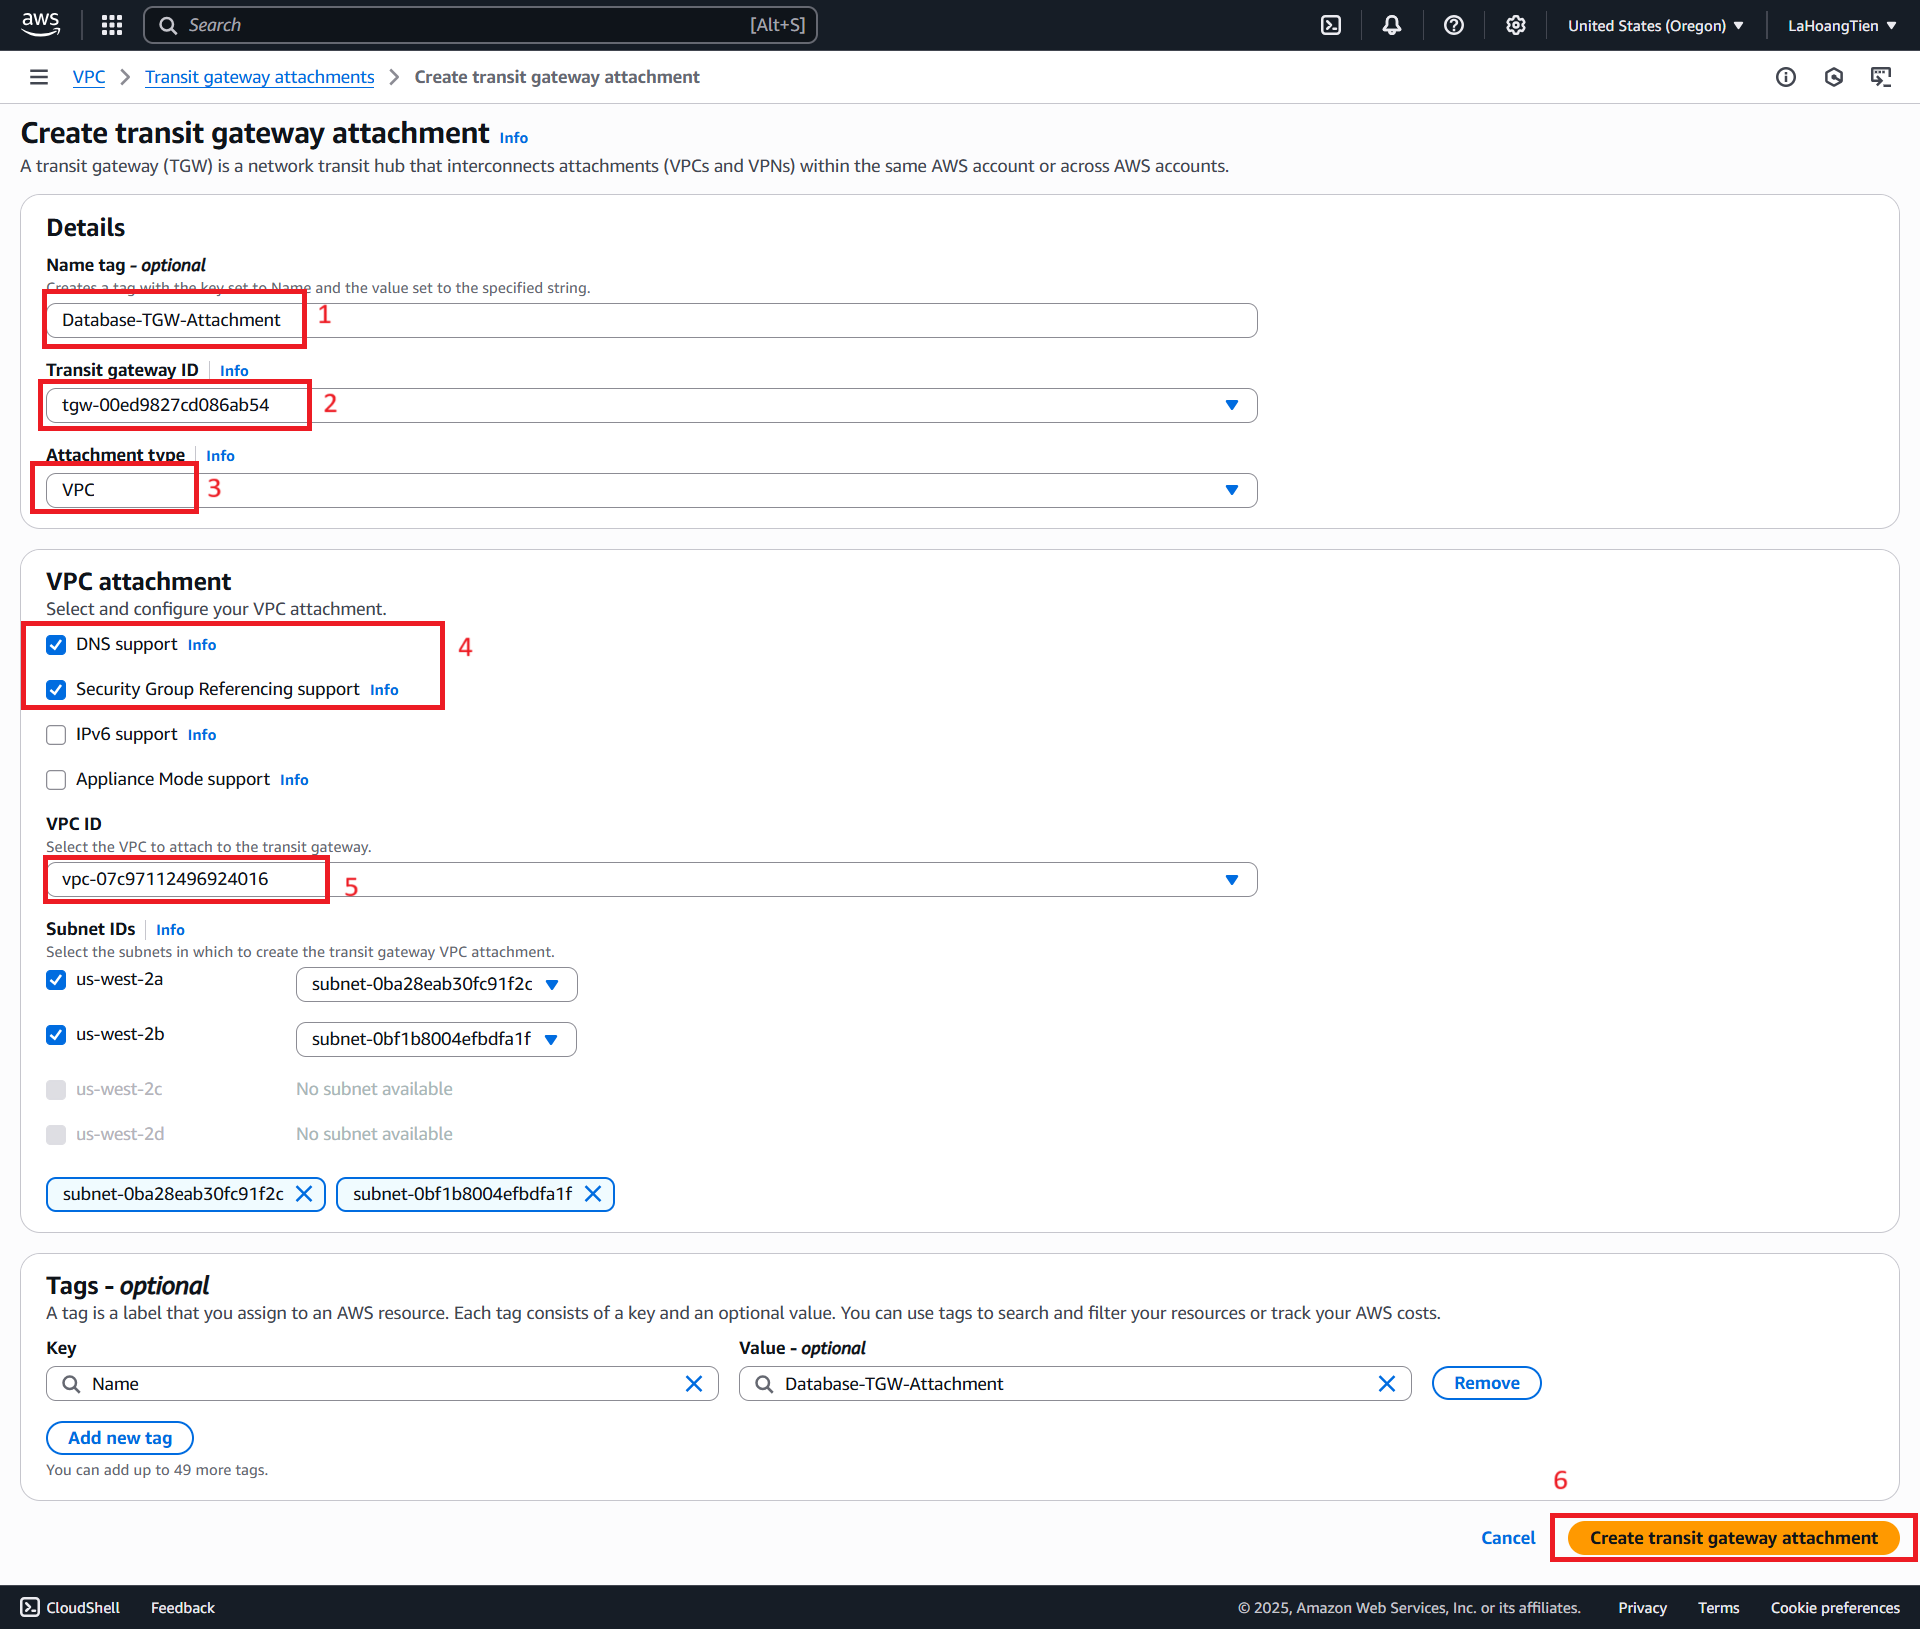 aws
Search [Alt+S]
United States (Oregon)
LaHoangTien
VPC
Transit gateway attachments
Create transit gateway attachment
Create transit gateway attachment Info
A transit gateway (TGW) is a network transit hub that interconnects attachments (VPCs and VPNs) within the same AWS account or across AWS accounts.
Details
Name tag - optional
Creates a tag with the key set to Name and the value set to the specified string.
Database-TGW-Attachment
1
Transit gateway ID Info
tgw-00ed9827cd086ab54
2
Attachment type Info
VPC
3
VPC attachment
Select and configure your VPC attachment.
DNS support Info
4
Security Group Referencing support Info
IPv6 support Info
Appliance Mode support Info
VPC ID
Select the VPC to attach to the transit gateway.
vpc-07c97112496924016
5
Subnet IDs Info
Select the subnets in which to create the transit gateway VPC attachment.
us-west-2a subnet-0ba28eab30fc91f2c
us-west-2b subnet-0bf1b8004efbdfa1f
us-west-2c No subnet available
us-west-2d No subnet available
subnet-0ba28eab30fc91f2c subnet-0bf1b8004efbdfa1f
Tags - optional
A tag is a label that you assign to an AWS resource. Each tag consists of a key and an optional value. You can use tags to search and filter your resources or track your AWS costs.
Key Value - optional
Name Database-TGW-Attachment Remove
Add new tag
You can add up to 49 more tags.
6
Cancel Create transit gateway attachment
CloudShell Feedback © 2025, Amazon Web Services, Inc. or its affiliates. Privacy Terms Cookie preferences